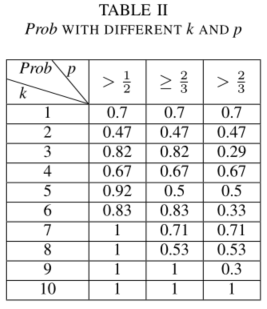 TABLE II
Prob WITH DIFFERENT k AND p
Prob p k > 1/2 ≥ 2/3 > 2/3
1 0.7 0.7 0.7
2 0.47 0.47 0.47
3 0.82 0.82 0.29
4 0.67 0.67 0.67
5 0.92 0.5 0.5
6 0.83 0.83 0.33
7 1 0.71 0.71
8 1 0.53 0.53
9 1 1 0.3
10 1 1 1